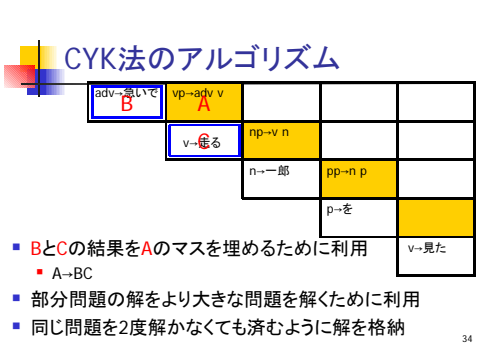 CYK法のアルゴリズム
adv→急いで
B
vp→adv v
A
v→走る
C
np→v n
n→一郎
pp→n p
p→を
v→見た
BとCの結果をAのマスを埋めるために利用
A→BC
部分問題の解をより大きな問題を解くために利用
同じ問題を2度解かなくても済むように解を格納
34